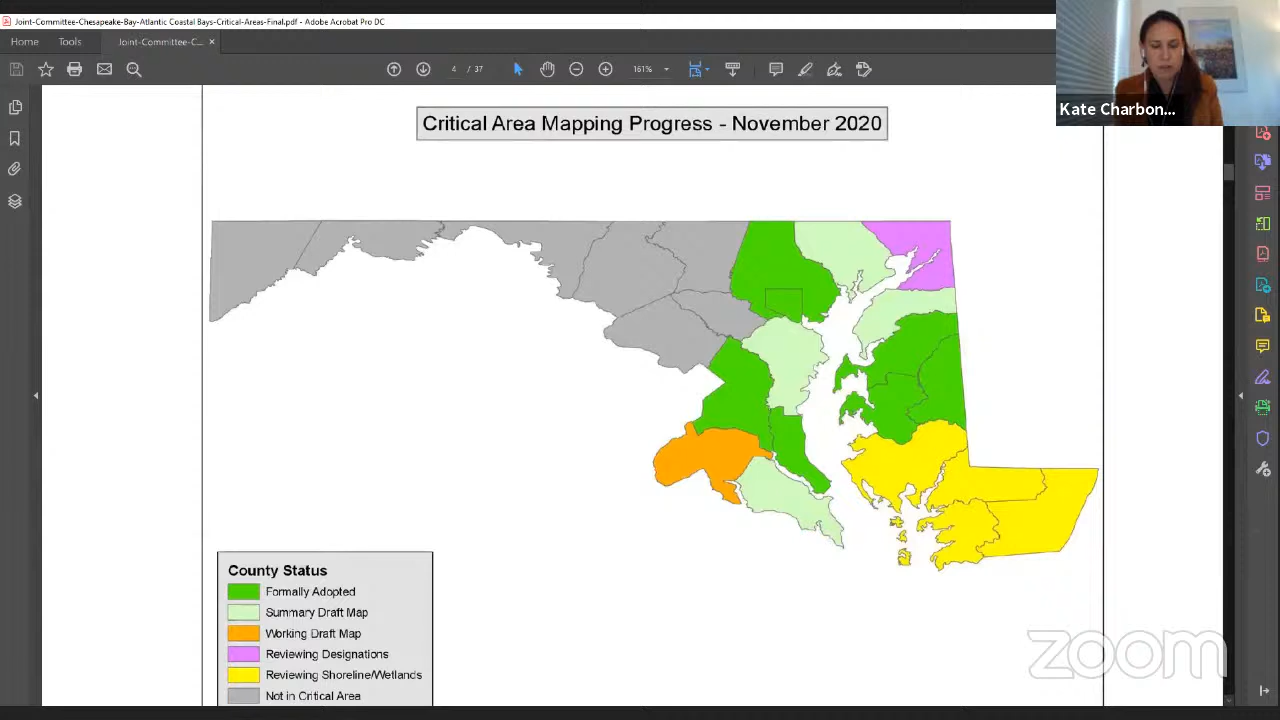 Joint-Committee-Chesapeake-Bay-Atlantic Coastal Bays-Critical-Areas-Final.pdf - Adobe Acrobat Pro DC
Home
Tools
Joint-Committee-C...
4 / 37
161%
Kate Charbon...
Critical Area Mapping Progress - November 2020
County Status
Formally Adopted
Summary Draft Map
Working Draft Map
Reviewing Designations
Reviewing Shoreline/Wetlands
Not in Critical Area
zoom